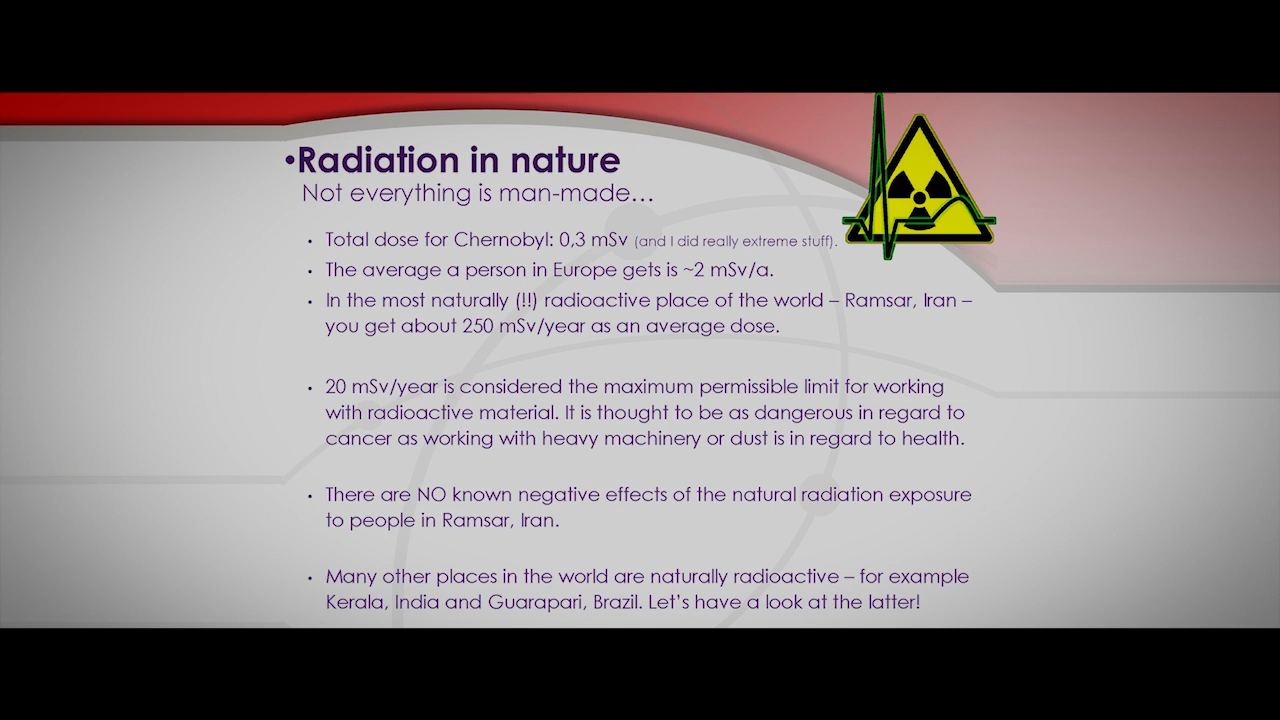 •Radiation in nature
Not everything is man-made…
• Total dose for Chernobyl: 0,3 mSv (and I did really extreme stuff).
• The average a person in Europe gets is ~2 mSv/a.
• In the most naturally (!!) radioactive place of the world – Ramsar, Iran –
you get about 250 mSv/year as an average dose.
• 20 mSv/year is considered the maximum permissible limit for working
with radioactive material. It is thought to be as dangerous in regard to
cancer as working with heavy machinery or dust is in regard to health.
• There are NO known negative effects of the natural radiation exposure
to people in Ramsar, Iran.
• Many other places in the world are naturally radioactive – for example
Kerala, India and Guarapari, Brazil. Let's have a look at the latter!